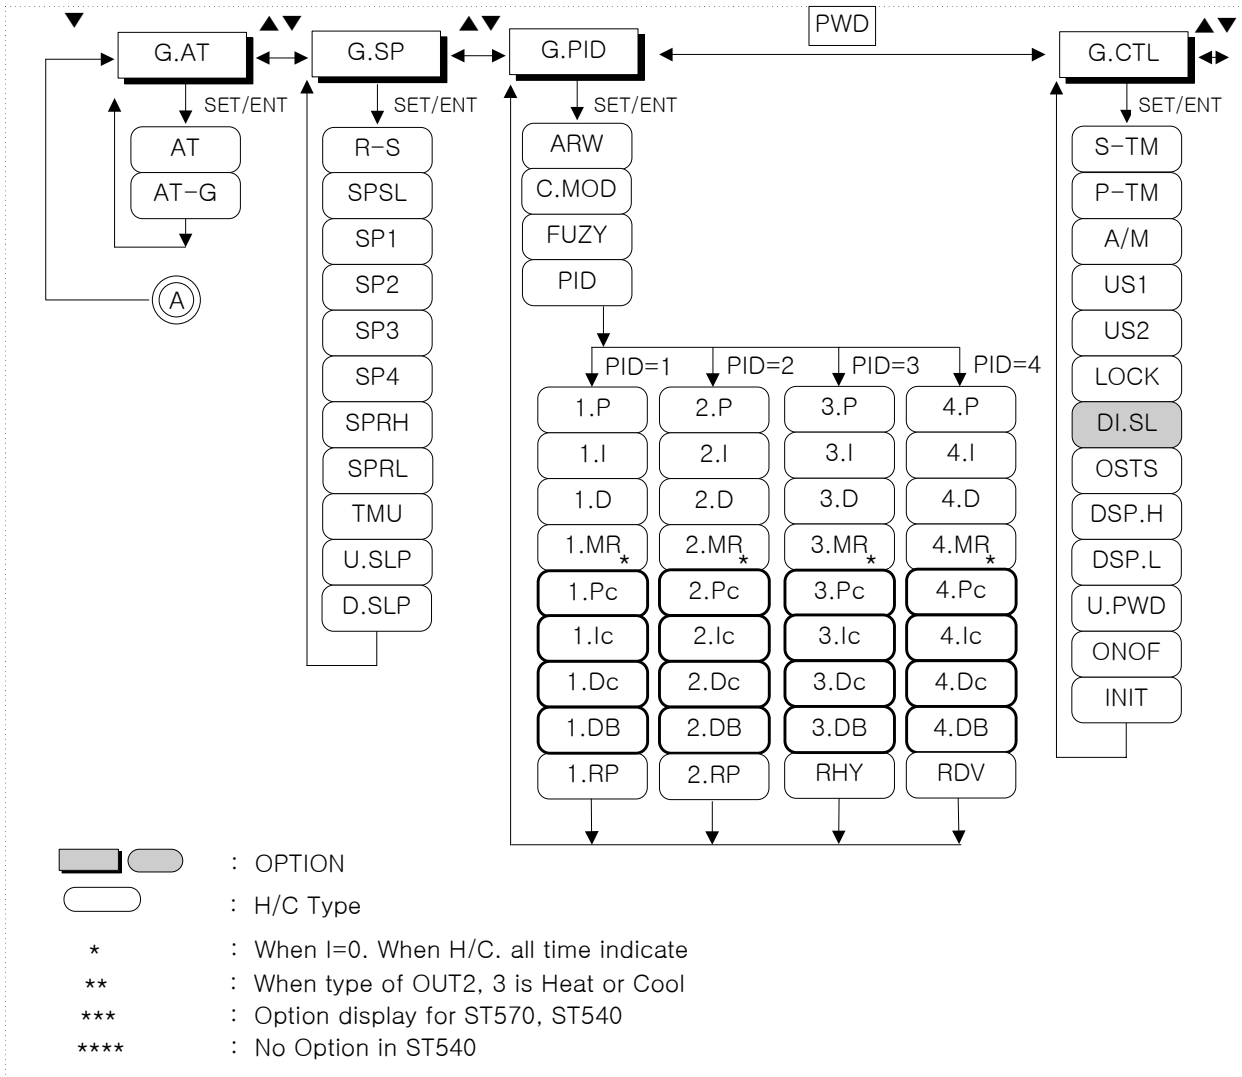 ▼ ▲▼ ▲▼ PWD ▲▼
G.AT G.SP G.PID G.CTL
SET/ENT SET/ENT SET/ENT SET/ENT
AT
AT-G
A
R-S
SPSL
SP1
SP2
SP3
SP4
SPRH
SPRL
TMU
U.SLP
D.SLP
ARW
C.MOD
FUZY
PID
PID=1 PID=2 PID=3 PID=4
1.P 2.P 3.P 4.P
1.I 2.I 3.I 4.I
1.D 2.D 3.D 4.D
1.MR* 2.MR* 3.MR* 4.MR*
1.Pc 2.Pc 3.Pc 4.Pc
1.Ic 2.Ic 3.Ic 4.Ic
1.Dc 2.Dc 3.Dc 4.Dc
1.DB 2.DB 3.DB 4.DB
1.RP 2.RP RHY RDV
S-TM
P-TM
A/M
US1
US2
LOCK
DI.SL
OSTS
DSP.H
DSP.L
U.PWD
ONOF
INIT
: OPTION
: H/C Type
* : When I=0. When H/C. all time indicate
** : When type of OUT2, 3 is Heat or Cool
*** : Option display for ST570, ST540
**** : No Option in ST540